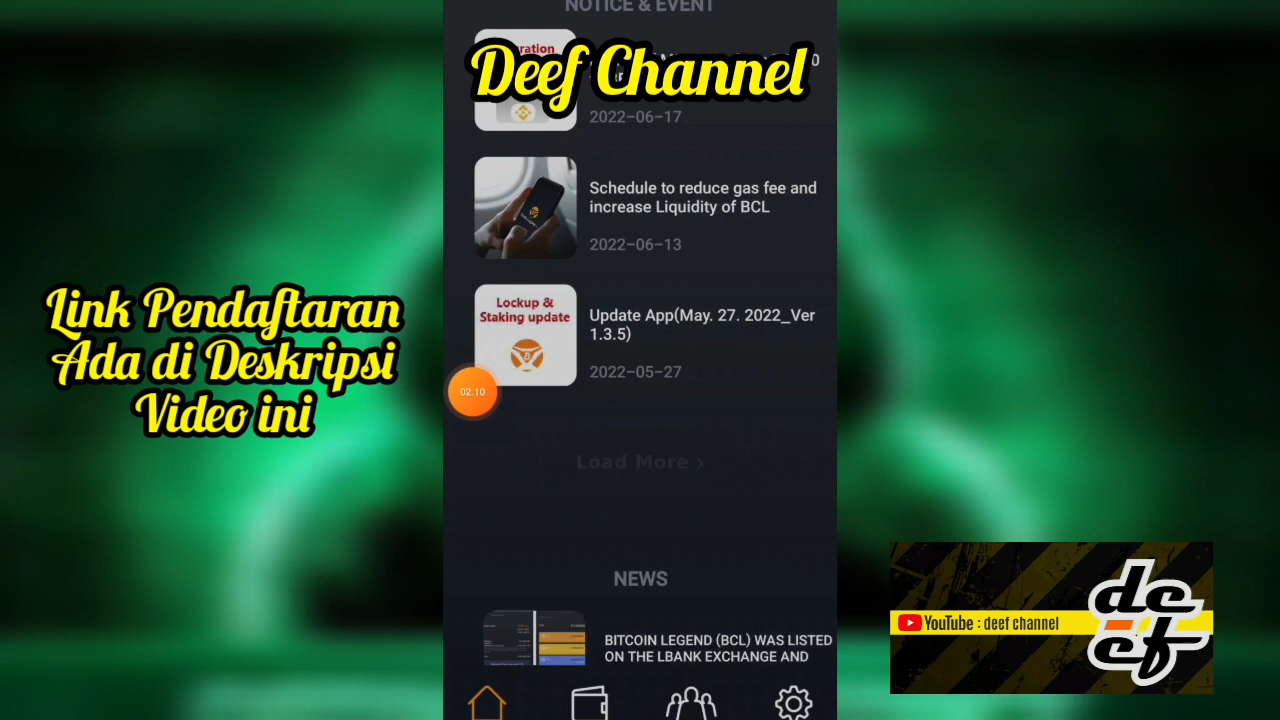 NOTICE & EVENT
ration
Deef Channel
2022-06-17
Schedule to reduce gas fee and
increase Liquidity of BCL
2022-06-13
Lockup &
Staking update
Update App(May. 27. 2022_Ver
1.3.5)
2022-05-27
02.10
Link Pendaftaran
Ada di Deskripsi
Video ini
Load More >
NEWS
BITCOIN LEGEND (BCL) WAS LISTED
ON THE LBANK EXCHANGE AND
YouTube : deef channel
deef